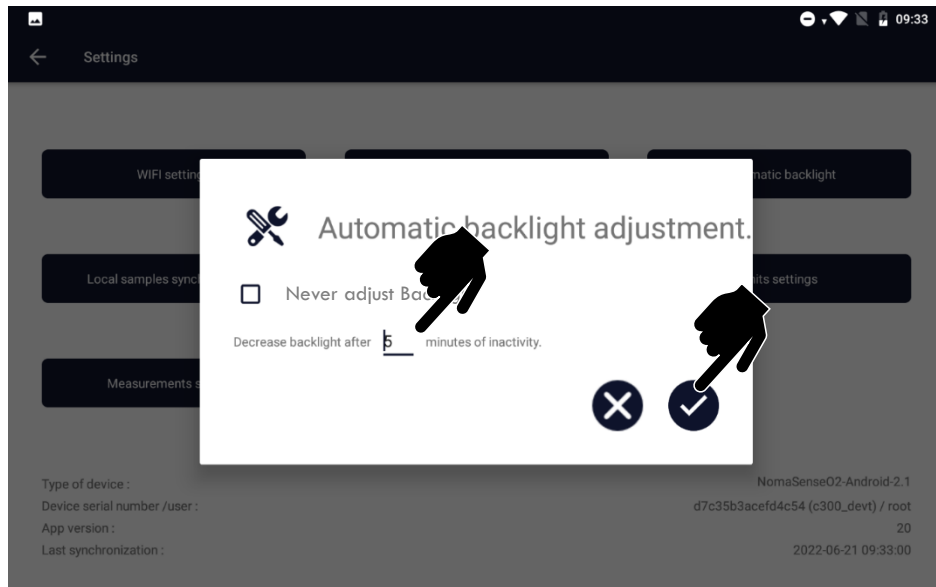 09:33
Settings
WIFI setting
matic backlight
Automatic backlight adjustment.
Local samples sync
its settings
Never adjust Bac
Decrease backlight after 5 minutes of inactivity.
Measurements s
Type of device :
NomaSenseO2-Android-2.1
Device serial number /user :
d7c35b3acefd4c54 (c300_devt) / root
App version :
20
Last synchronization :
2022-06-21 09:33:00